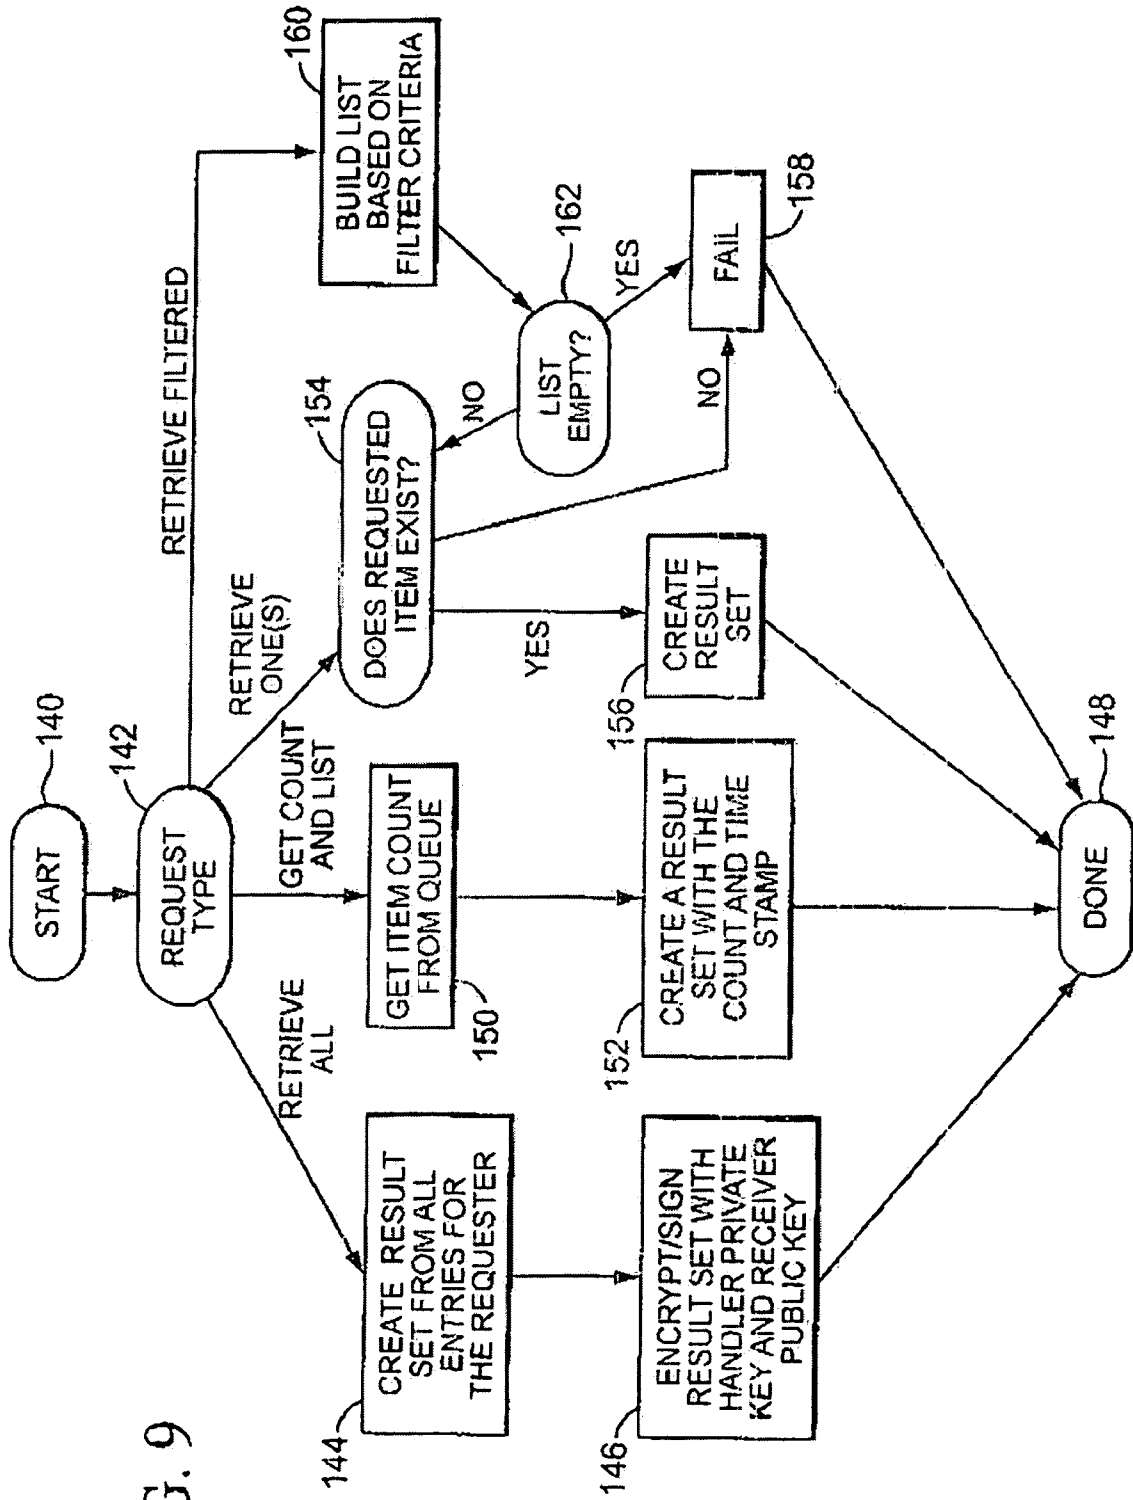 START
140
REQUEST
TYPE
142
RETRIEVE
ALL
GET COUNT
AND LIST
RETRIEVE
ONE(S)
RETRIEVE FILTERED
144
CREATE RESULT
SET FROM ALL
ENTRIES FOR
THE REQUESTER
GET ITEM COUNT
FROM QUEUE
150
DOES REQUESTED
ITEM EXIST?
154
BUILD LIST
BASED ON
FILTER CRITERIA
160
NO
LIST
EMPTY?
162
YES
YES
NO
146
ENCRYPT/SIGN
RESULT SET WITH
HANDLER PRIVATE
KEY AND RECEIVER
PUBLIC KEY
152
CREATE A RESULT
SET WITH THE
COUNT AND TIME
STAMP
156
CREATE
RESULT
SET
FAIL
158
DONE
148
G. 9